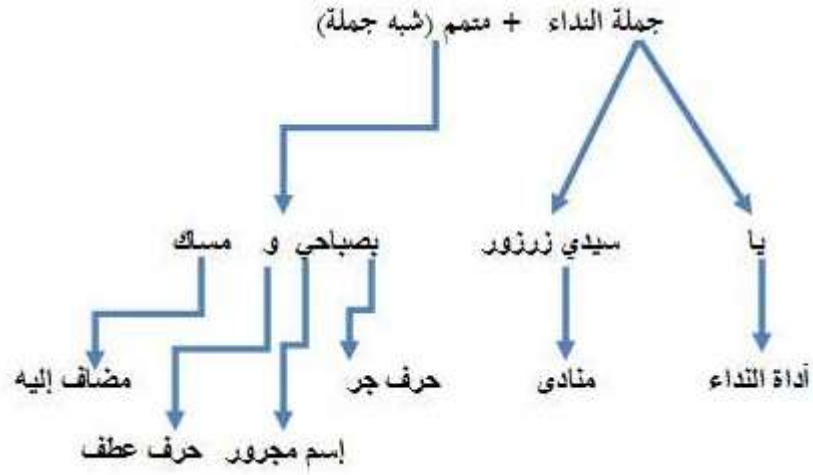 جملة النداء + متمم (شبه جملة)
يا سيدي زرزور بصباحي و مساك
أداة النداء منادى حرف جر مضاف إليه
إسم مجرور حرف عطف